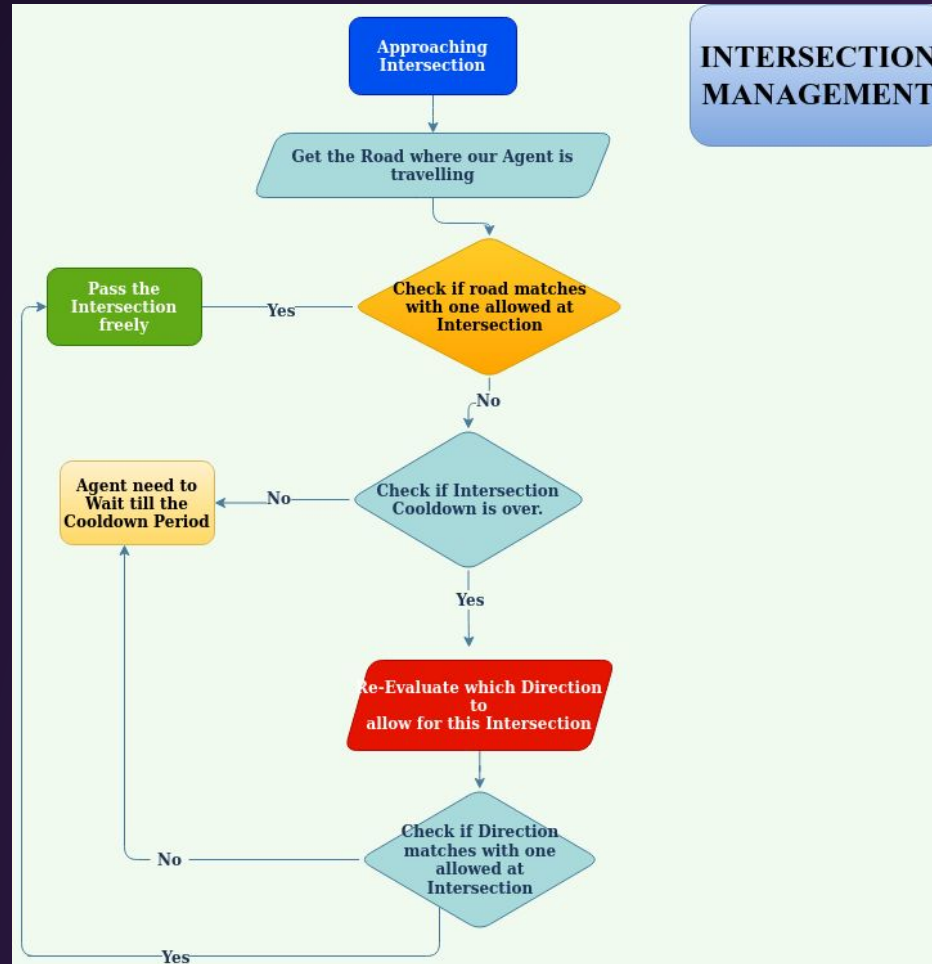 Approaching
Intersection
INTERSECTION
MANAGEMENT
Get the Road where our Agent is
travelling
Check if road matches
with one allowed at
Intersection
Yes
Pass the
Intersection
freely
No
Check if Intersection
Cooldown is over.
No
Agent need to
Wait till the
Cooldown Period
Yes
Re-Evaluate which Direction
to
allow for this Intersection
Check if Direction
matches with one
allowed at
Intersection
No
Yes